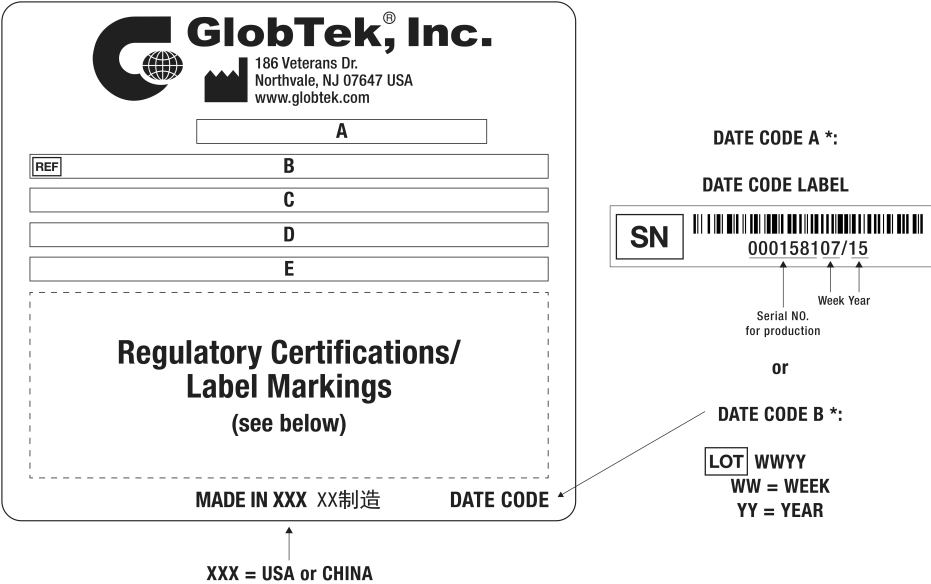 GlobTek, Inc.®
186 Veterans Dr.
Northvale, NJ 07647 USA
www.globtek.com
A
REF B
C
D
E
Regulatory Certifications/
Label Markings
(see below)
MADE IN XXX XX制造 DATE CODE
XXX = USA or CHINA
DATE CODE A *:
DATE CODE LABEL
SN 000158107/15
Week Year
Serial NO.
for production
or
DATE CODE B *:
LOT WWYY
WW = WEEK
YY = YEAR